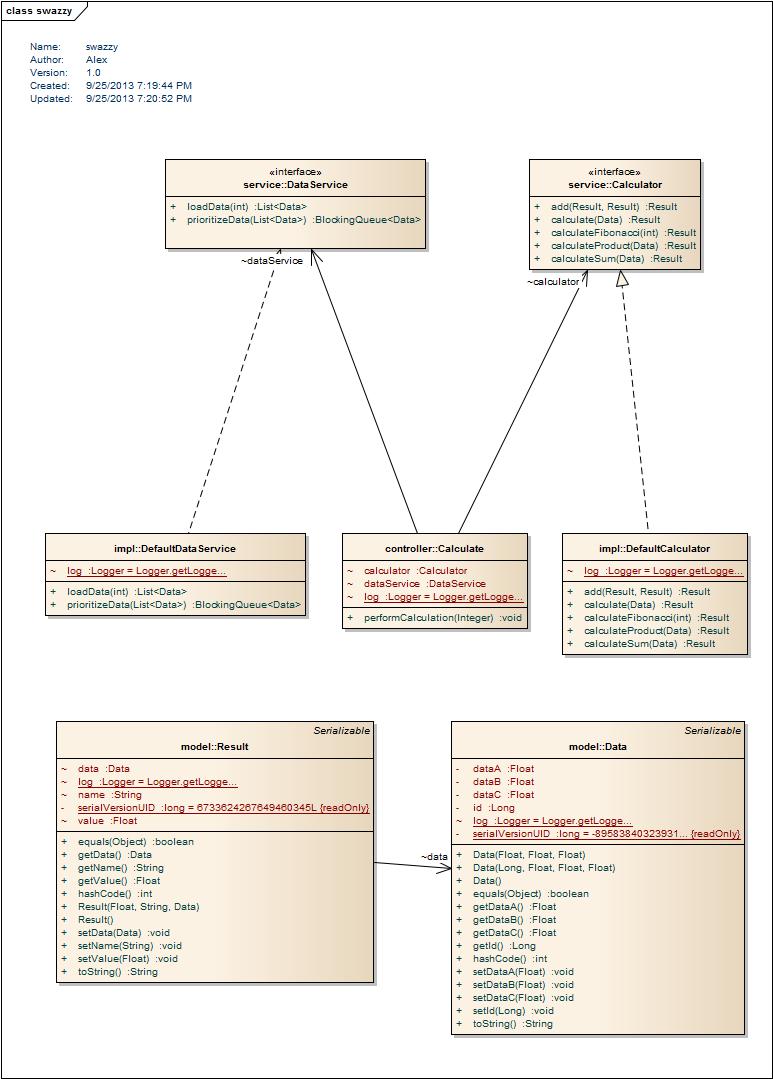 class swazzy
Name: swazzy
Author: Alex
Version: 1.0
Created: 9/25/2013 7:19:44 PM
Updated: 9/25/2013 7:20:52 PM
«interface»
service::DataService
+ loadData(int) :List<Data>
+ prioritizeData(List<Data>) :BlockingQueue<Data>
«interface»
service::Calculator
+ add(Result, Result) :Result
+ calculate(Data) :Result
+ calculateFibonacci(int) :Result
+ calculateProduct(Data) :Result
+ calculateSum(Data) :Result
~dataService
~calculator
impl::DefaultDataService
~ log :Logger = Logger.getLogge...
+ loadData(int) :List<Data>
+ prioritizeData(List<Data>) :BlockingQueue<Data>
controller::Calculate
~ calculator :Calculator
~ dataService :DataService
~ log :Logger = Logger.getLogge...
+ performCalculation(Integer) :void
impl::DefaultCalculator
~ log :Logger = Logger.getLogge...
+ add(Result, Result) :Result
+ calculate(Data) :Result
+ calculateFibonacci(int) :Result
+ calculateProduct(Data) :Result
+ calculateSum(Data) :Result
Serializable
model::Result
~ data :Data
~ log :Logger = Logger.getLogge...
~ name :String
- serialVersionUID :long = 6733624267649460345L {readOnly}
~ value :Float
+ equals(Object) :boolean
+ getData() :Data
+ getName() :String
+ getValue() :Float
+ hashCode() :int
+ Result(Float, String, Data)
+ Result()
+ setData(Data) :void
+ setName(String) :void
+ setValue(Float) :void
+ toString() :String
~data
Serializable
model::Data
- dataA :Float
- dataB :Float
- dataC :Float
- id :Long
~ log :Logger = Logger.getLogge...
- serialVersionUID :long = -89583840323931... {readOnly}
+ Data(Float, Float, Float)
+ Data(Long, Float, Float, Float)
+ Data()
+ equals(Object) :boolean
+ getDataA() :Float
+ getDataB() :Float
+ getDataC() :Float
+ getId() :Long
+ hashCode() :int
+ setDataA(Float) :void
+ setDataB(Float) :void
+ setDataC(Float) :void
+ setId(Long) :void
+ toString() :String